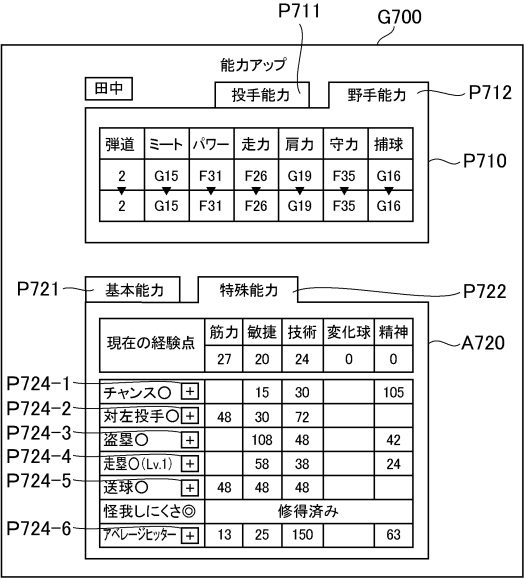 P711
G700
能力アップ
田中
投手能力
野手能力
P712
弾道 ミート パワー 走力 肩力 守力 捕球
2 G15 F31 F26 G19 F35 G16
▼ ▼ ▼ ▼ ▼ ▼ ▼
2 G15 F31 F26 G19 F35 G16
P710
P721
基本能力
特殊能力
P722
現在の経験点 筋力 敏捷 技術 変化球 精神
27 20 24 0 0
A720
P724-1
チャンス○ + 15 30 105
P724-2
対左投手○ + 48 30 72
P724-3
盗塁○ + 108 48 42
P724-4
走塁○(Lv.1) + 58 38 24
P724-5
送球○ + 48 48 48
怪我しにくさ◎ 修得済み
P724-6
アベレージヒッター + 13 25 150 63